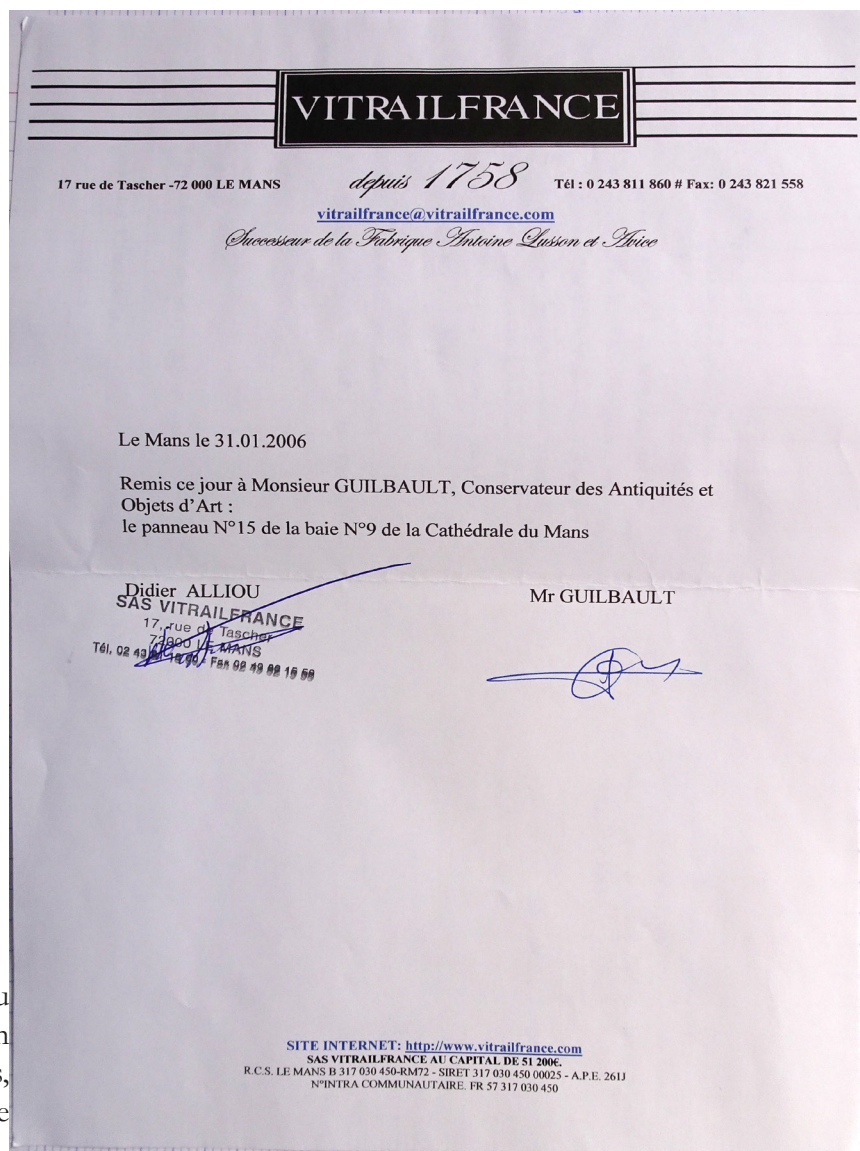 VITRAILFRANCE
17 rue de Tascher -72 000 LE MANS
depuis 1758
Tél : 0 243 811 860 # Fax: 0 243 821 558
vitrailfrance@vitrailfrance.com
Successeur de la Fabrique Antoine Lusson et Avice
Le Mans le 31.01.2006
Remis ce jour à Monsieur GUILBAULT, Conservateur des Antiquités et
Objets d'Art :
le panneau N°15 de la baie N°9 de la Cathédrale du Mans
Didier ALLIOU
Mr GUILBAULT
SAS VITRAILFRANCE
17, rue de Tascher
72000 LE MANS
Tél. 02 43
SITE INTERNET: http://www.vitrailfrance.com
SAS VITRAILFRANCE AU CAPITAL DE 51 200€.
R.C.S. LE MANS B 317 030 450-RM72 - SIRET 317 030 450 00025 - A.P.E. 261J
N°INTRA COMMUNAUTAIRE. FR 57 317 030 450